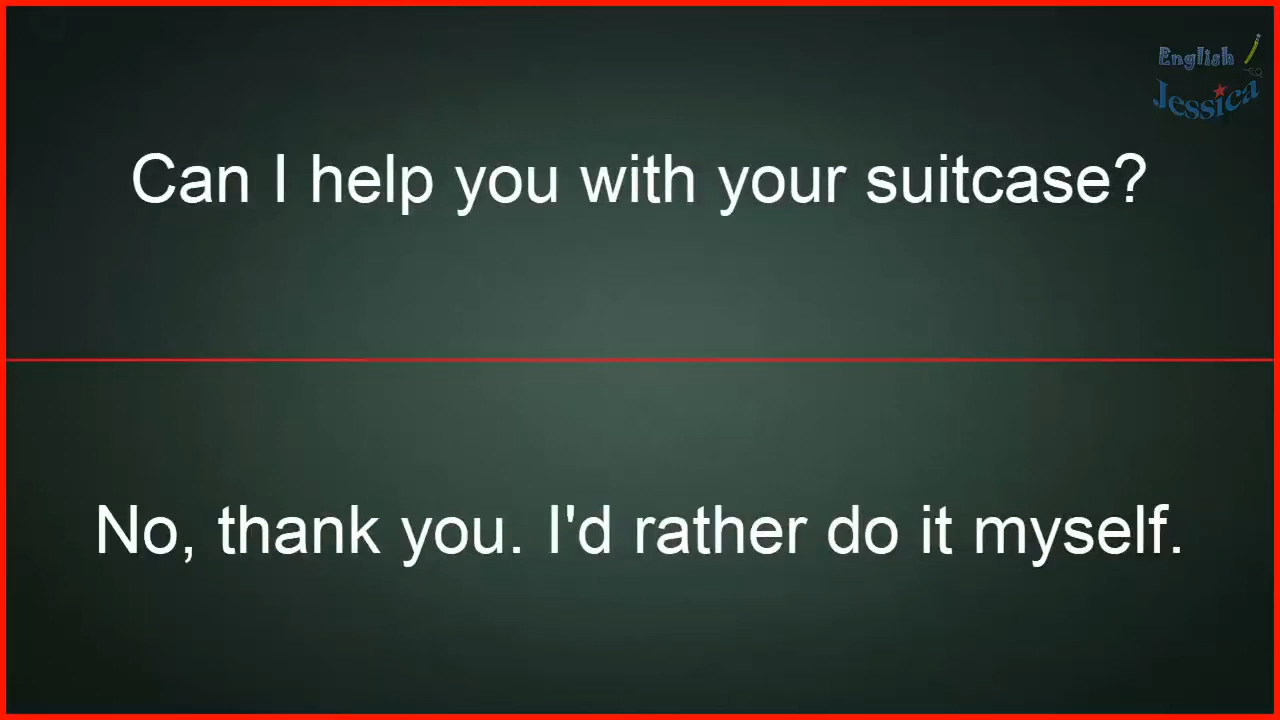 English
Jessica
Can I help you with your suitcase?
No, thank you. I'd rather do it myself.